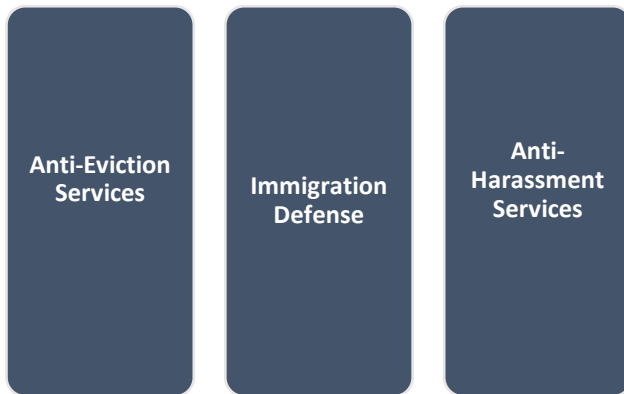 Anti-Eviction
Services
Immigration
Defense
Anti-
Harassment
Services